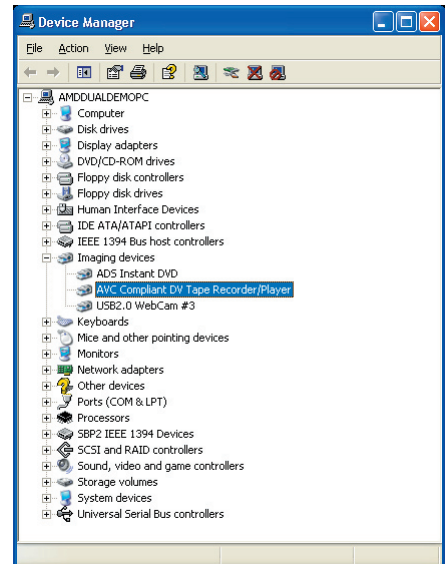 Device Manager
File Action View Help
AMDDUALDEMOPC
Computer
Disk drives
Display adapters
DVD/CD-ROM drives
Floppy disk controllers
Floppy disk drives
Human Interface Devices
IDE ATA/ATAPI controllers
IEEE 1394 Bus host controllers
Imaging devices
ADS Instant DVD
AVC Compliant DV Tape Recorder/Player
USB2.0 WebCam #3
Keyboards
Mice and other pointing devices
Monitors
Network adapters
Other devices
Ports (COM & LPT)
Processors
SBP2 IEEE 1394 Devices
SCSI and RAID controllers
Sound, video and game controllers
Storage volumes
System devices
Universal Serial Bus controllers